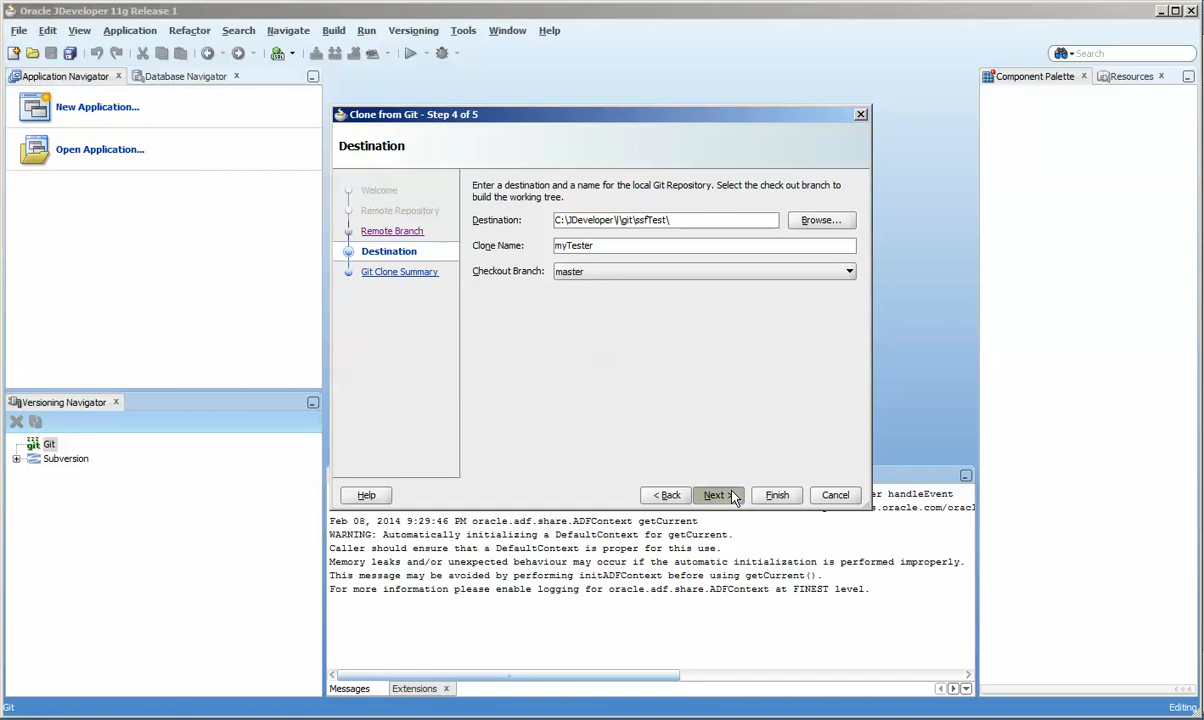 Oracle JDeveloper 11g Release 1
File Edit View Application Refactor Search Navigate Build Run Versioning Tools Window Help
Search
Application Navigator Database Navigator
Component Palette Resources
New Application...
Open Application...
Clone from Git - Step 4 of 5
Destination
Welcome
Remote Repository
Remote Branch
Destination
Git Clone Summary
Enter a destination and a name for the local Git Repository. Select the check out branch to
build the working tree.
Destination: Browse...
Clone Name: myTester
Checkout Branch: master
Help < Back Next > Finish Cancel
Versioning Navigator
Git
Subversion
handleEvent
Feb 08, 2014 9:29:46 PM oracle.adf.share.ADFContext getCurrent
WARNING: Automatically initializing a DefaultContext for getCurrent.
Caller should ensure that a DefaultContext is proper for this use.
Memory leaks and/or unexpected behaviour may occur if the automatic initialization is performed improperly.
This message may be avoided by performing initADFContext before using getCurrent().
For more information please enable logging for oracle.adf.share.ADFContext at FINEST level.
Messages Extensions
Git Editing